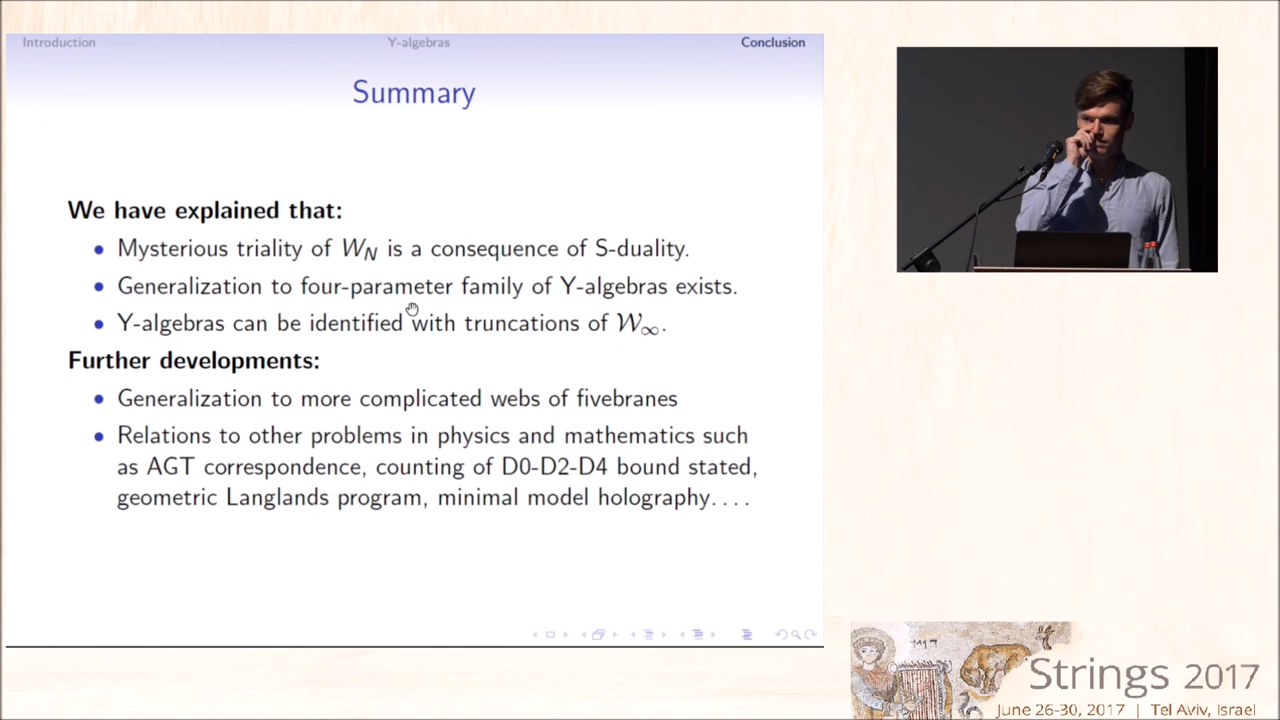 Introduction
Y-algebras
Conclusion
Summary
We have explained that:
• Mysterious triality of W_N is a consequence of S-duality.
• Generalization to four-parameter family of Y-algebras exists.
• Y-algebras can be identified with truncations of 𝒲_∞.
Further developments:
• Generalization to more complicated webs of fivebranes
• Relations to other problems in physics and mathematics such
as AGT correspondence, counting of D0-D2-D4 bound stated,
geometric Langlands program, minimal model holography....
Strings 2017
June 26-30, 2017 | Tel Aviv, Israel